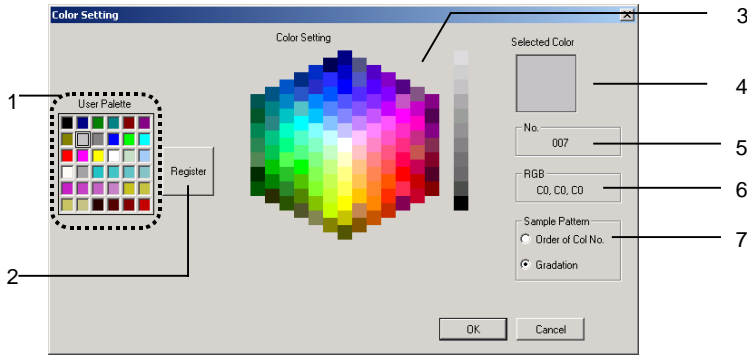 Color Setting
3
Color Setting
Selected Color
1
User Palette
4
No.
007
5
Register
RGB
C0, C0, C0
6
Sample Pattern
Order of Col No.
7
2
Gradation
OK
Cancel